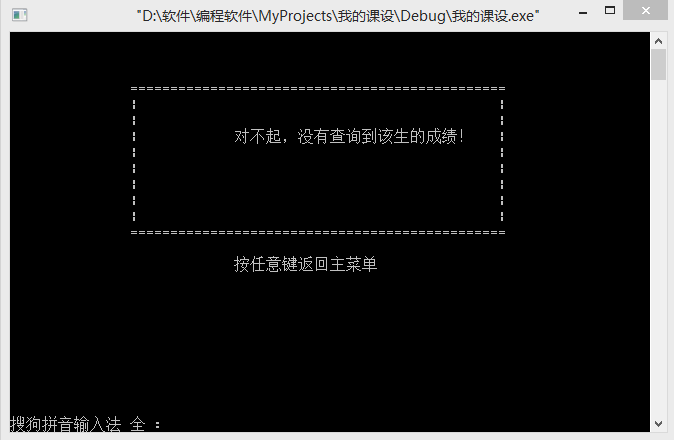 "D:\软件\编程软件\MyProjects\我的课设\Debug\我的课设.exe"
===============================================
对不起，没有查询到该生的成绩！
===============================================
按任意键返回主菜单
搜狗拼音输入法 全 ：